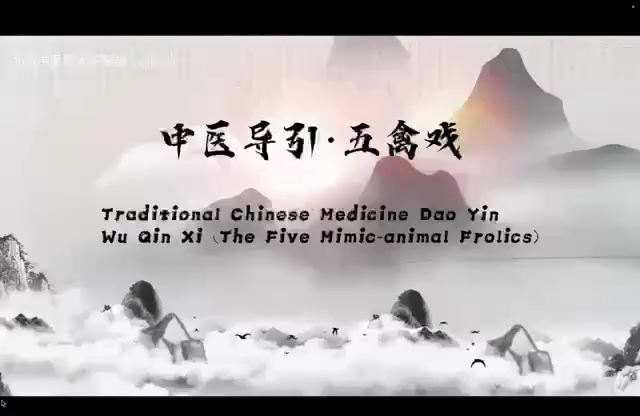 中医导引·五禽戏
Traditional Chinese Medicine Dao Yin
Wu Qin Xi (The Five Mimic-animal Frolics)